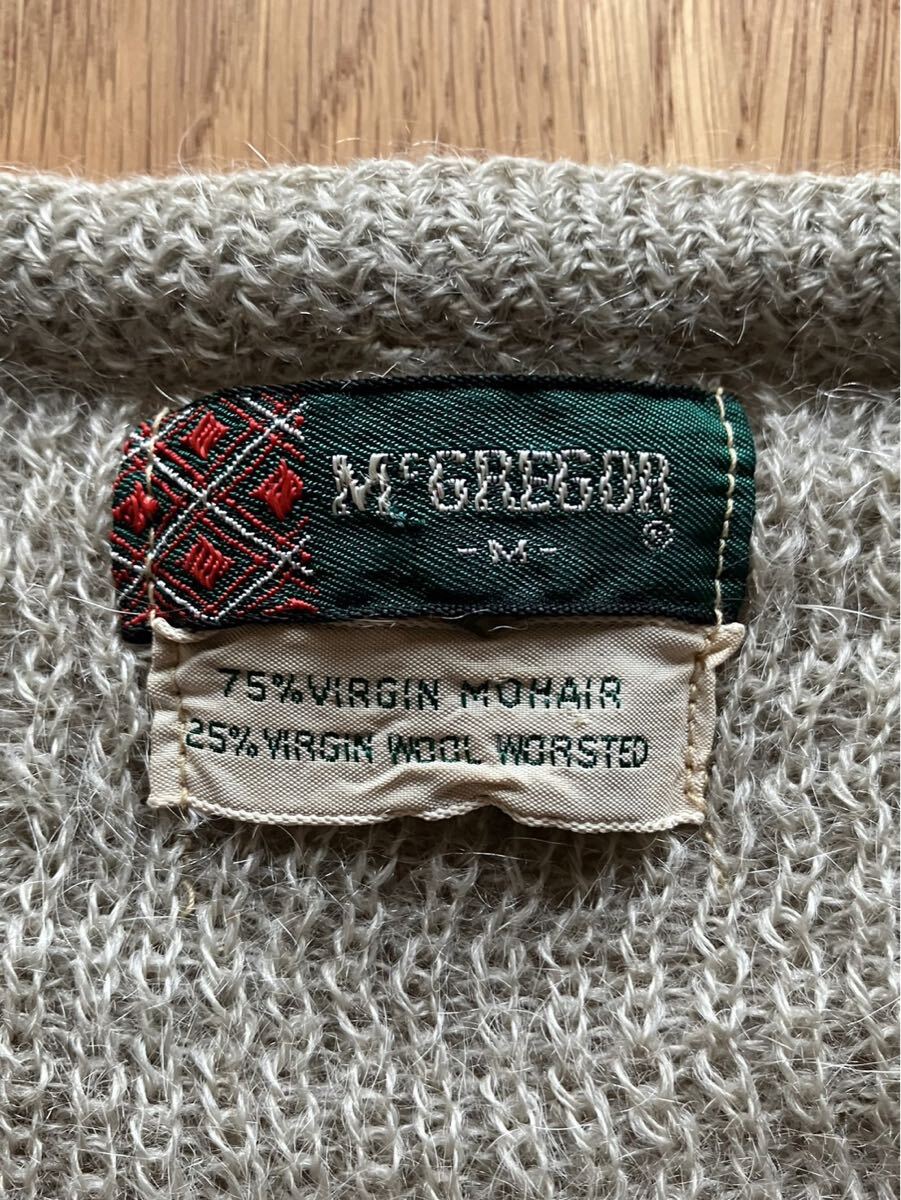 McGREGOR
-M- ®
75% VIRGIN MOHAIR
25% VIRGIN WOOL WORSTED